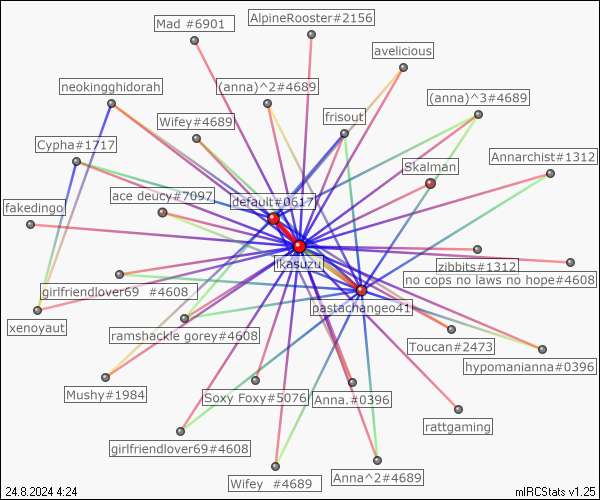 Mad #6901
AlpineRooster#2156
avelicious
neokingghidorah
(anna)^2#4689
(anna)^3#4689
frisout
Wifey#4689
Cypha#1717
Annarchist#1312
Skalman
ace deucy#7097
default#0617
fakedingo
ikasuzu
zibbits#1312
no cops no laws no hope#4608
girlfriendlover69 #4608
pastachangeo41
xenoyaut
ramshackle gorey#4608
Toucan#2473
hypomanianna#0396
Mushy#1984
Soxy Foxy#5076
Anna.#0396
rattgaming
girlfriendlover69#4608
Wifey #4689
Anna^2#4689
24.8.2024 4:24
mIRCStats v1.25